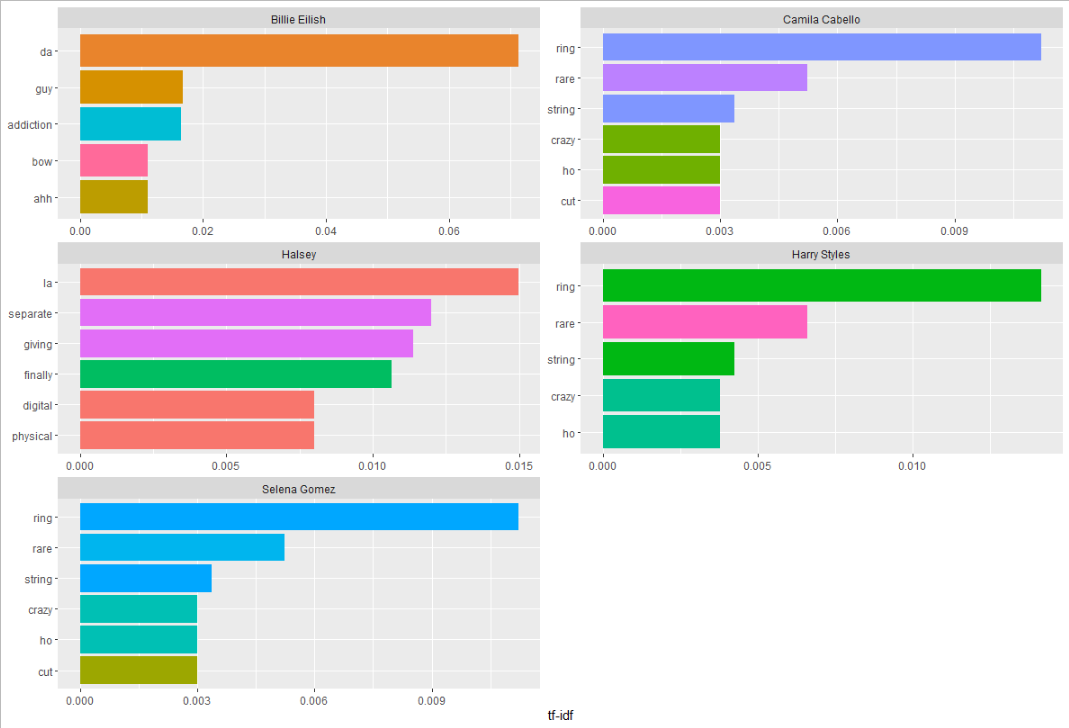 Billie Eilish
da
guy
addiction
bow
ahh
0.00 0.02 0.04 0.06
Camila Cabello
ring
rare
string
crazy
ho
cut
0.000 0.003 0.006 0.009
Halsey
la
separate
giving
finally
digital
physical
0.000 0.005 0.010 0.015
Harry Styles
ring
rare
string
crazy
ho
0.000 0.005 0.010
Selena Gomez
ring
rare
string
crazy
ho
cut
0.000 0.003 0.006 0.009
tf-idf